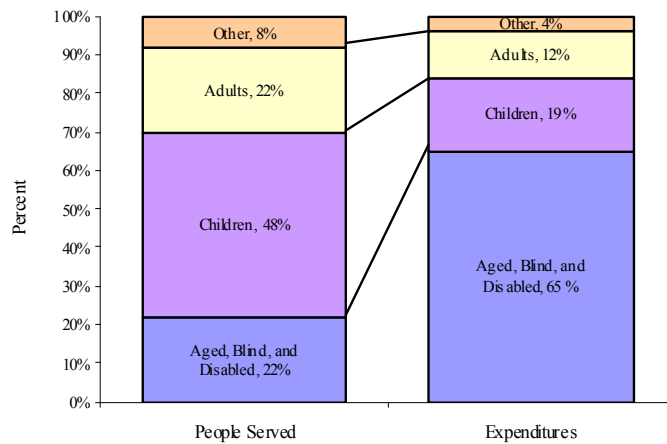 100%
90%
80%
70%
60%
50%
40%
30%
20%
10%
0%
Percent
Other, 8%
Adults, 22%
Children, 48%
Aged, Blind, and
Disabled, 22%
Other, 4%
Adults, 12%
Children, 19%
Aged, Blind, and
Disabled, 65 %
People Served
Expenditures